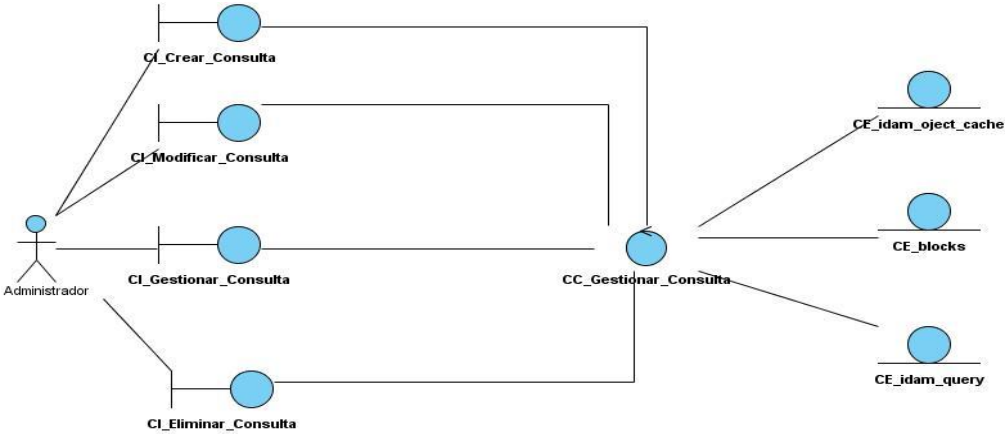 CI_Crear_Consulta
CE_idam_oject_cache
CI_Modificar_Consulta
CE_blocks
CI_Gestionar_Consulta
CC_Gestionar_Consulta
Administrador
CE_idam_query
CI_Eliminar_Consulta